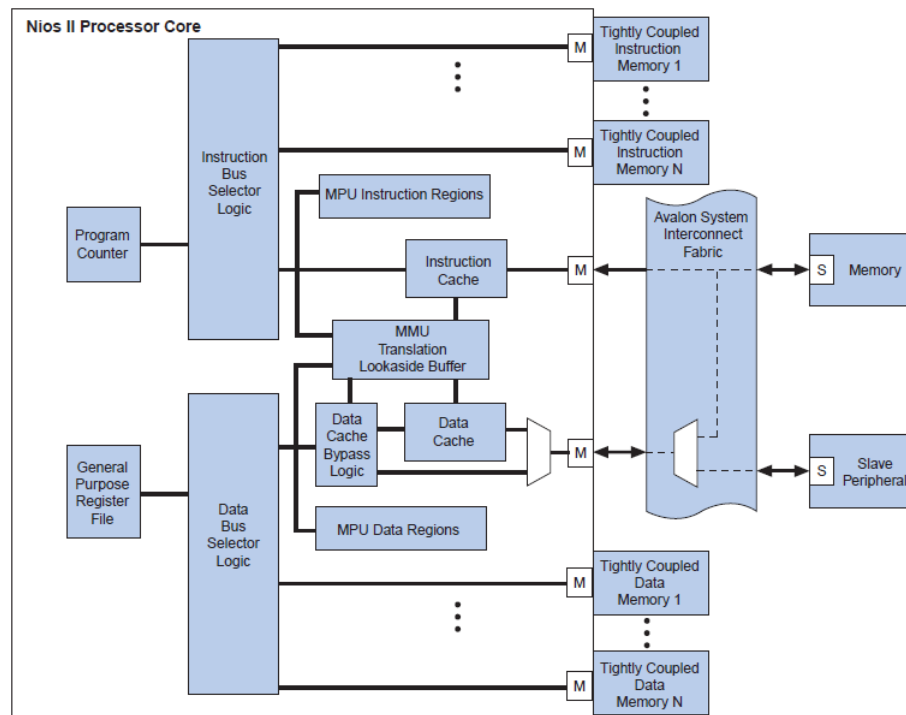 Nios II Processor Core
M
Tightly Coupled
Instruction
Memory 1
M
Tightly Coupled
Instruction
Memory N
Instruction
Bus
Selector
Logic
MPU Instruction Regions
Program
Counter
Avalon System
Interconnect
Fabric
Instruction
Cache
M
S
Memory
MMU
Translation
Lookaside Buffer
Data
Cache
Bypass
Logic
Data
Cache
M
General
Purpose
Register
File
S
Slave
Peripheral
Data
Bus
Selector
Logic
MPU Data Regions
M
Tightly Coupled
Data
Memory 1
M
Tightly Coupled
Data
Memory N